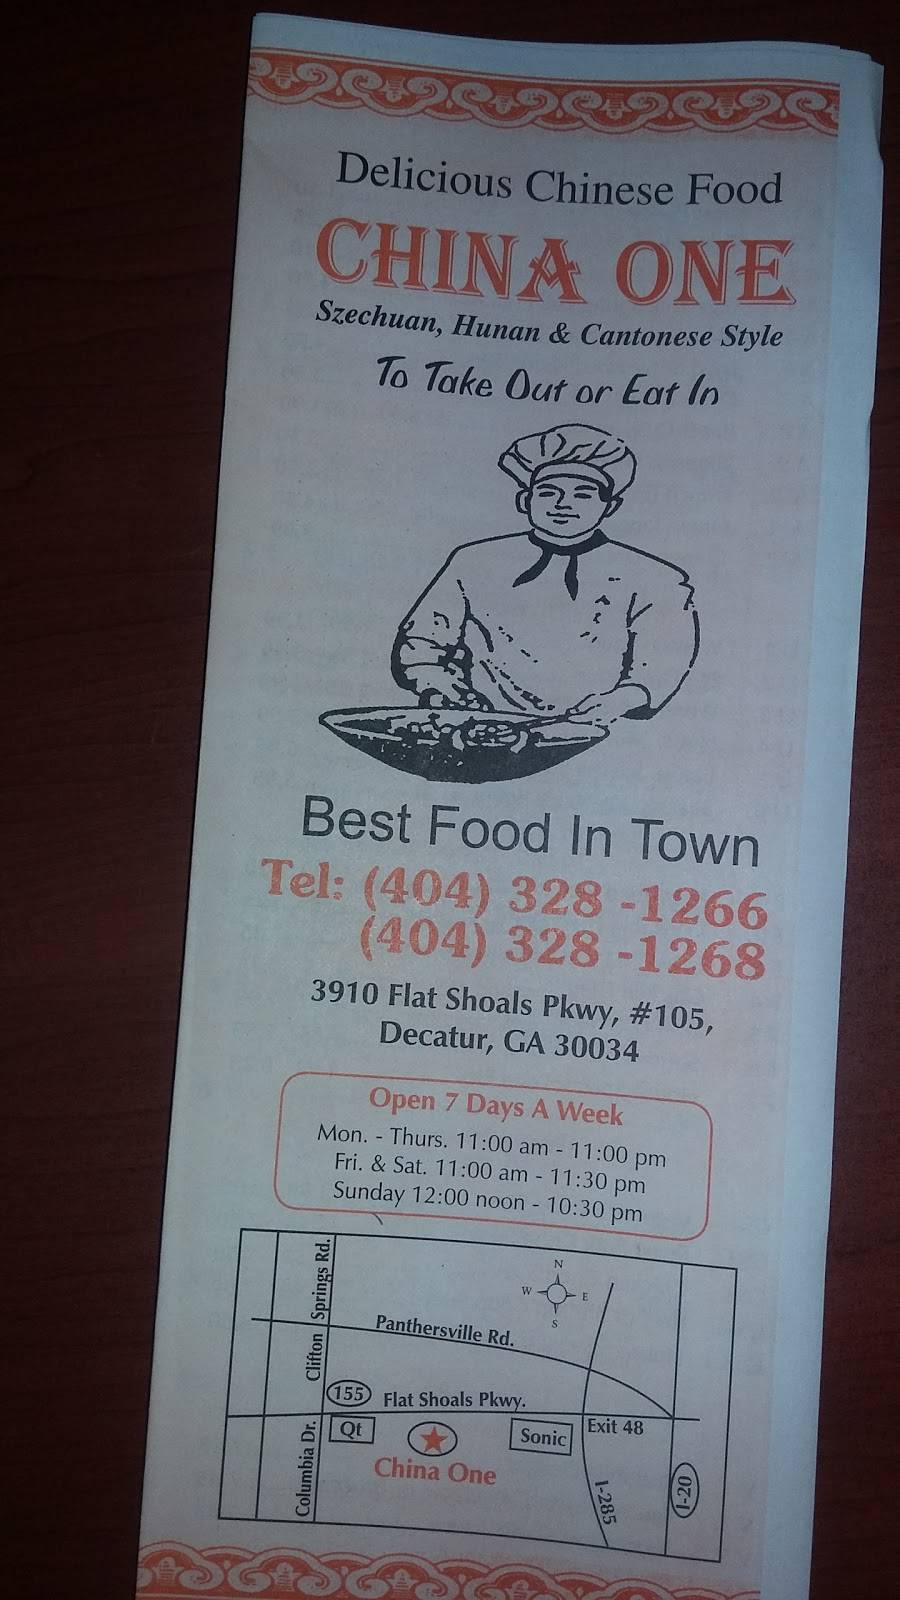 Delicious Chinese Food
CHINA ONE
Szechuan, Hunan & Cantonese Style
To Take Out or Eat In
Best Food In Town
Tel: (404) 328 -1266
(404) 328 -1268
3910 Flat Shoals Pkwy, #105,
Decatur, GA 30034
Open 7 Days A Week
Mon. - Thurs. 11:00 am - 11:00 pm
Fri. & Sat. 11:00 am - 11:30 pm
Sunday 12:00 noon - 10:30 pm
Clifton Springs Rd.
N
W E
S
Panthersville Rd.
155 Flat Shoals Pkwy.
Qt
Sonic
Exit 48
China One
Columbia Dr.
I-285
I-20